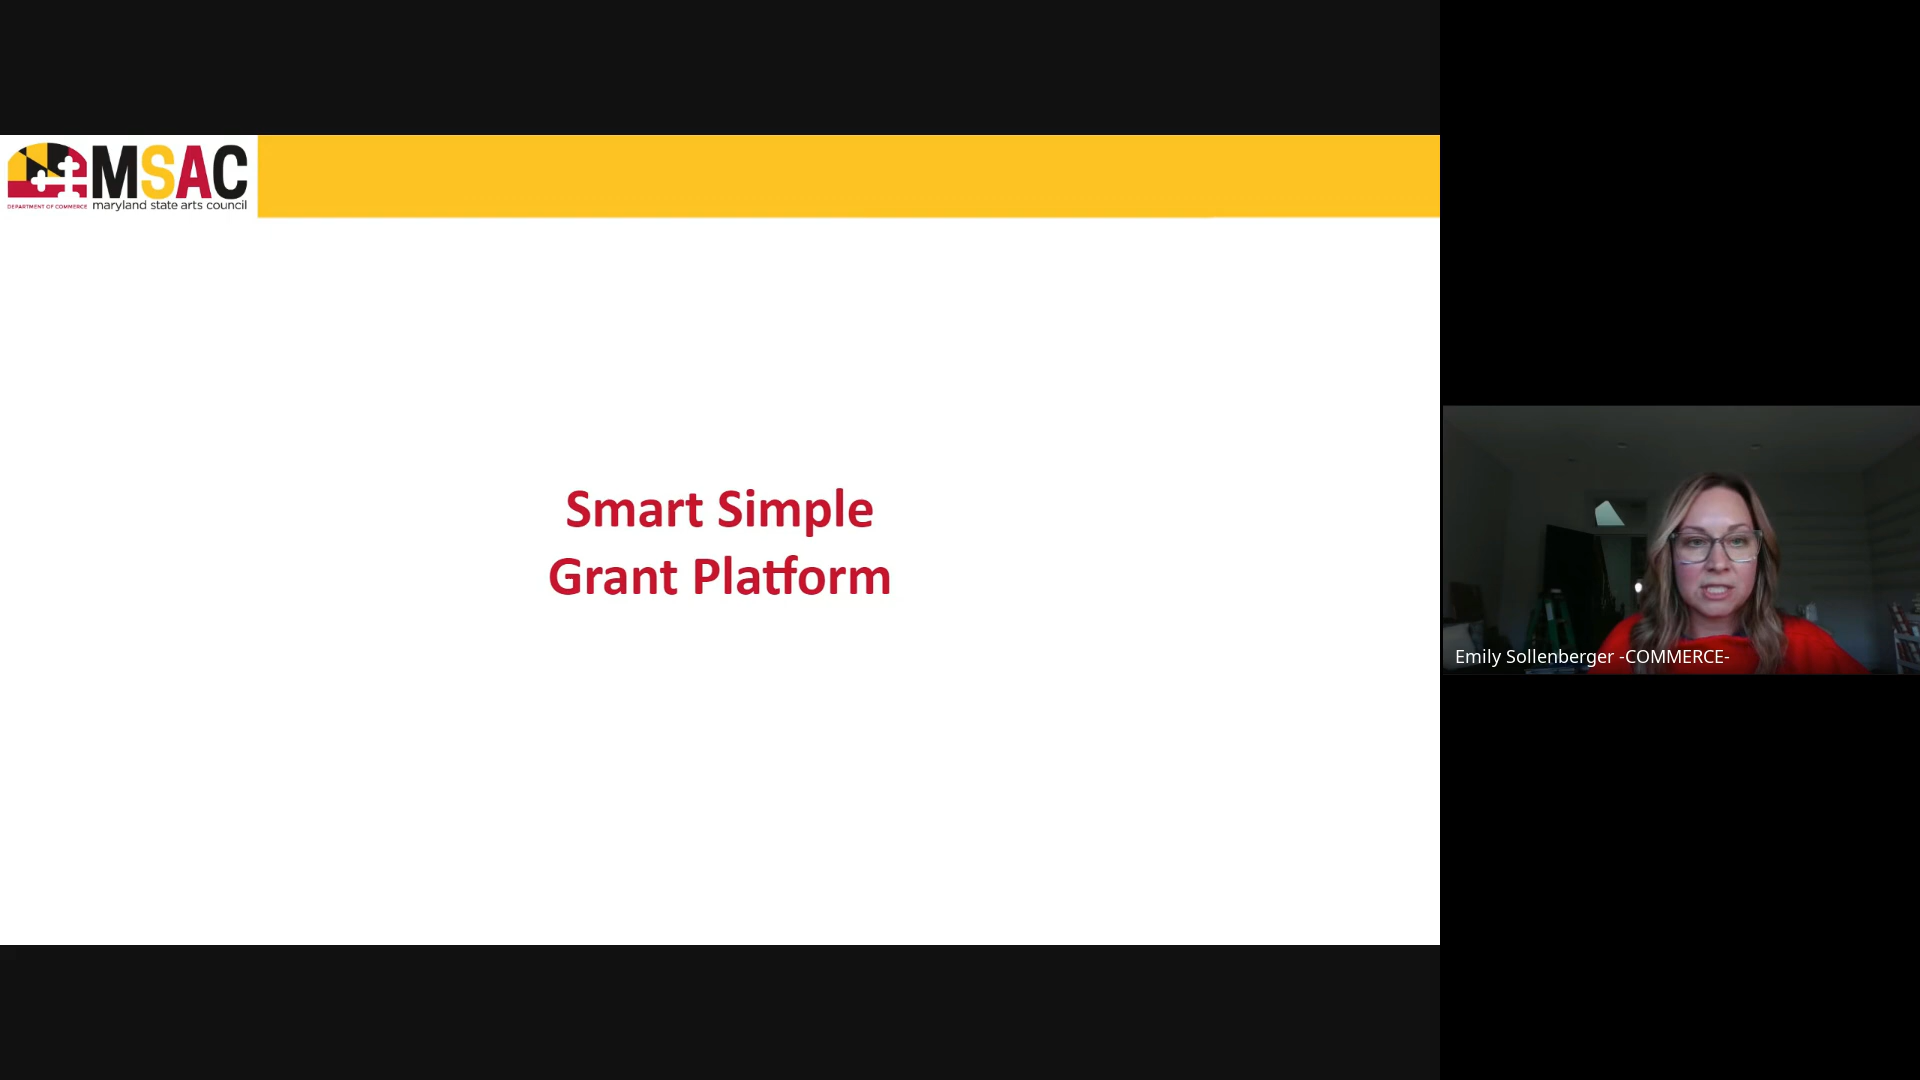 MSAC
DEPARTMENT OF COMMERCE
maryland state arts council
Smart Simple
Grant Platform
Emily Sollenberger -COMMERCE-